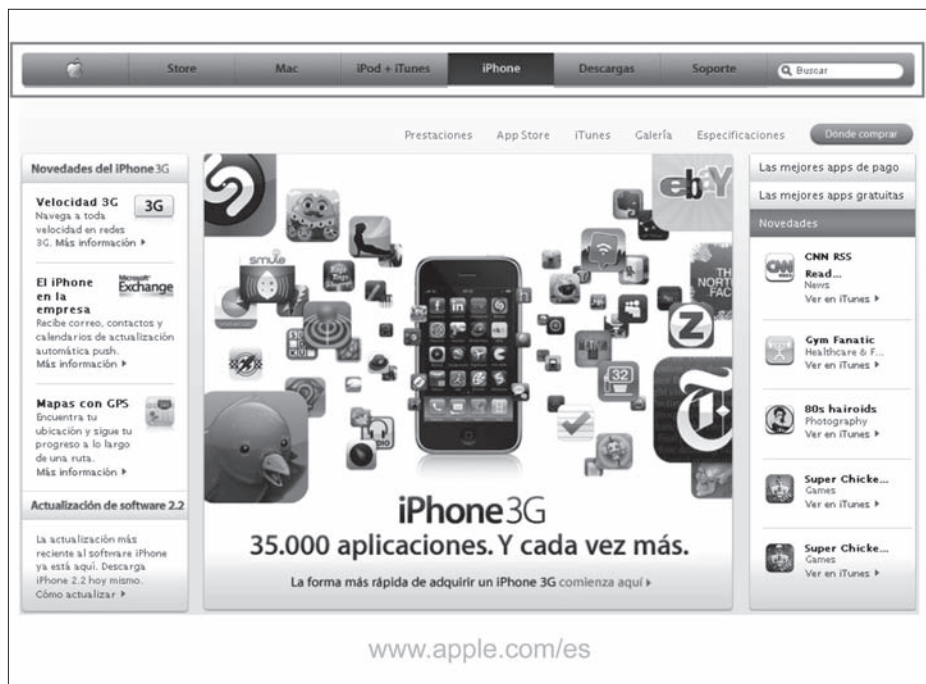 Store Mac iPod + iTunes iPhone Descargas Soporte Buscar
Prestaciones App Store iTunes Galería Especificaciones Dónde comprar
Novedades del iPhone 3G
Velocidad 3G
3G
Navega a toda
velocidad en redes
3G. Más información
El iPhone
en la
empresa
Microsoft
Exchange
Recibe correo, contactos y
calendarios de actualización
automática push.
Más información
Mapas con GPS
Encuentra tu
ubicación y sigue tu
progreso a lo largo
de una ruta.
Más información
Actualización de software 2.2
La actualización más
reciente al software iPhone
ya está aquí. Descarga
iPhone 2.2 hoy mismo.
Cómo actualizar
ebY
smule
THE
NORTH
FACE
Z
32
iPhone 3G
35.000 aplicaciones. Y cada vez más.
La forma más rápida de adquirir un iPhone 3G comienza aquí
Las mejores apps de pago
Las mejores apps gratuitas
Novedades
CNN
CNN RSS
Read...
News
Ver en iTunes
Gym Fanatic
Healthcare & F...
Ver en iTunes
80s hairoids
Photography
Ver en iTunes
Super Chicke...
Games
Ver en iTunes
Super Chicke...
Games
Ver en iTunes
www.apple.com/es